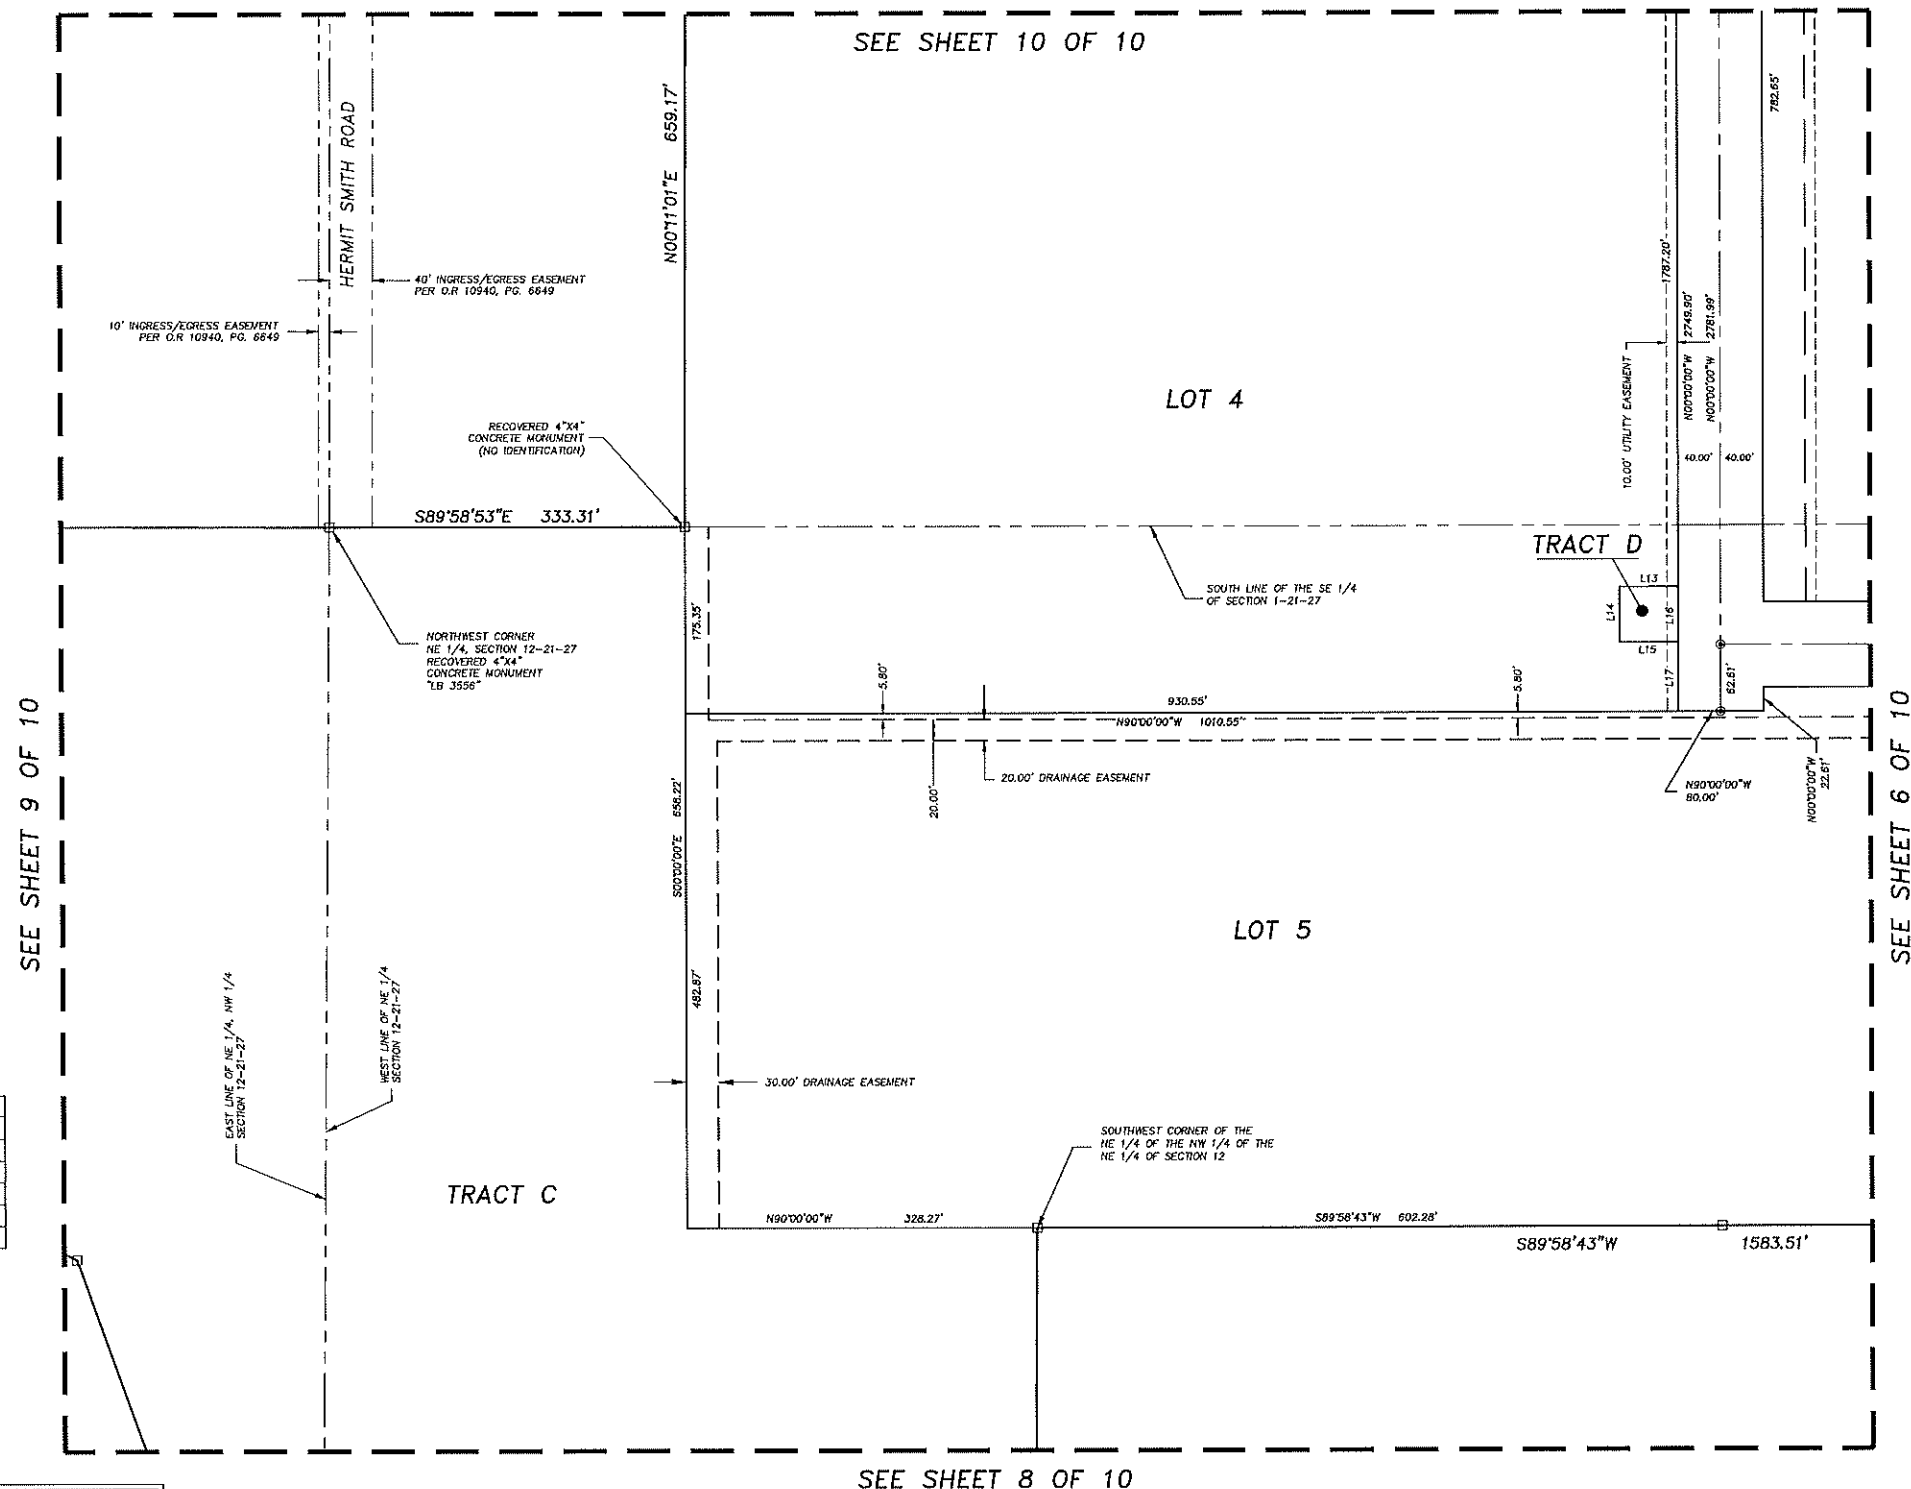 SEE SHEET 10 OF 10
HERMIT SMITH ROAD
N00°11'01"E 659.17'
782.65'
40' INGRESS/EGRESS EASEMENT
PER O.R 10940, PG. 6649
10' INGRESS/EGRESS EASEMENT
PER O.R 10940, PG. 6649
1787.20'
N00°00'00"W 2749.90'
N00°00'00"W 2781.99'
10.00' UTILITY EASEMENT
LOT 4
RECOVERED 4"X4"
CONCRETE MONUMENT
(NO IDENTIFICATION)
40.00'
40.00'
S89°58'53"E 333.31'
TRACT D
SOUTH LINE OF THE SE 1/4
OF SECTION 1-21-27
L13
L14
L16
L15
L17
NORTHWEST CORNER
NE 1/4, SECTION 12-21-27
RECOVERED 4"X4"
CONCRETE MONUMENT
"LB 3556"
175.35'
5.80'
930.55'
5.80'
62.61'
N90°00'00"W 1010.55'
20.00' DRAINAGE EASEMENT
20.00'
N90°00'00"W
80.00'
N00°00'00"W
22.61'
SEE SHEET 9 OF 10
SEE SHEET 6 OF 10
S00°00'00"E 658.22'
LOT 5
482.87'
EAST LINE OF NE 1/4, NW 1/4
SECTION 12-21-27
WEST LINE OF NE 1/4
SECTION 12-21-27
30.00' DRAINAGE EASEMENT
SOUTHWEST CORNER OF THE
NE 1/4 OF THE NW 1/4 OF THE
NE 1/4 OF SECTION 12
TRACT C
N90°00'00"W 328.27'
S89°58'43"W 602.28'
S89°58'43"W 1583.51'
SEE SHEET 8 OF 10